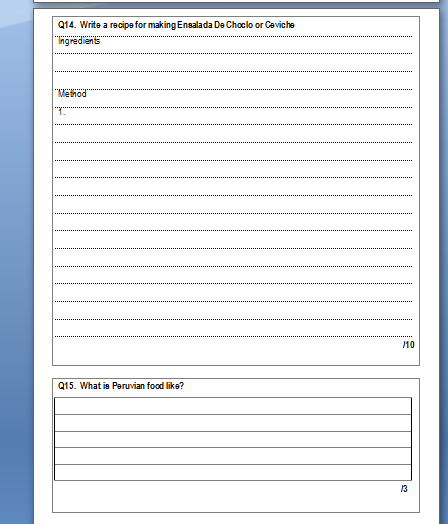 Q14. Write a recipe for making Ensalada De Choclo or Ceviche
Ingredients
Method
1.
/10
Q15. What is Peruvian food like?
/3